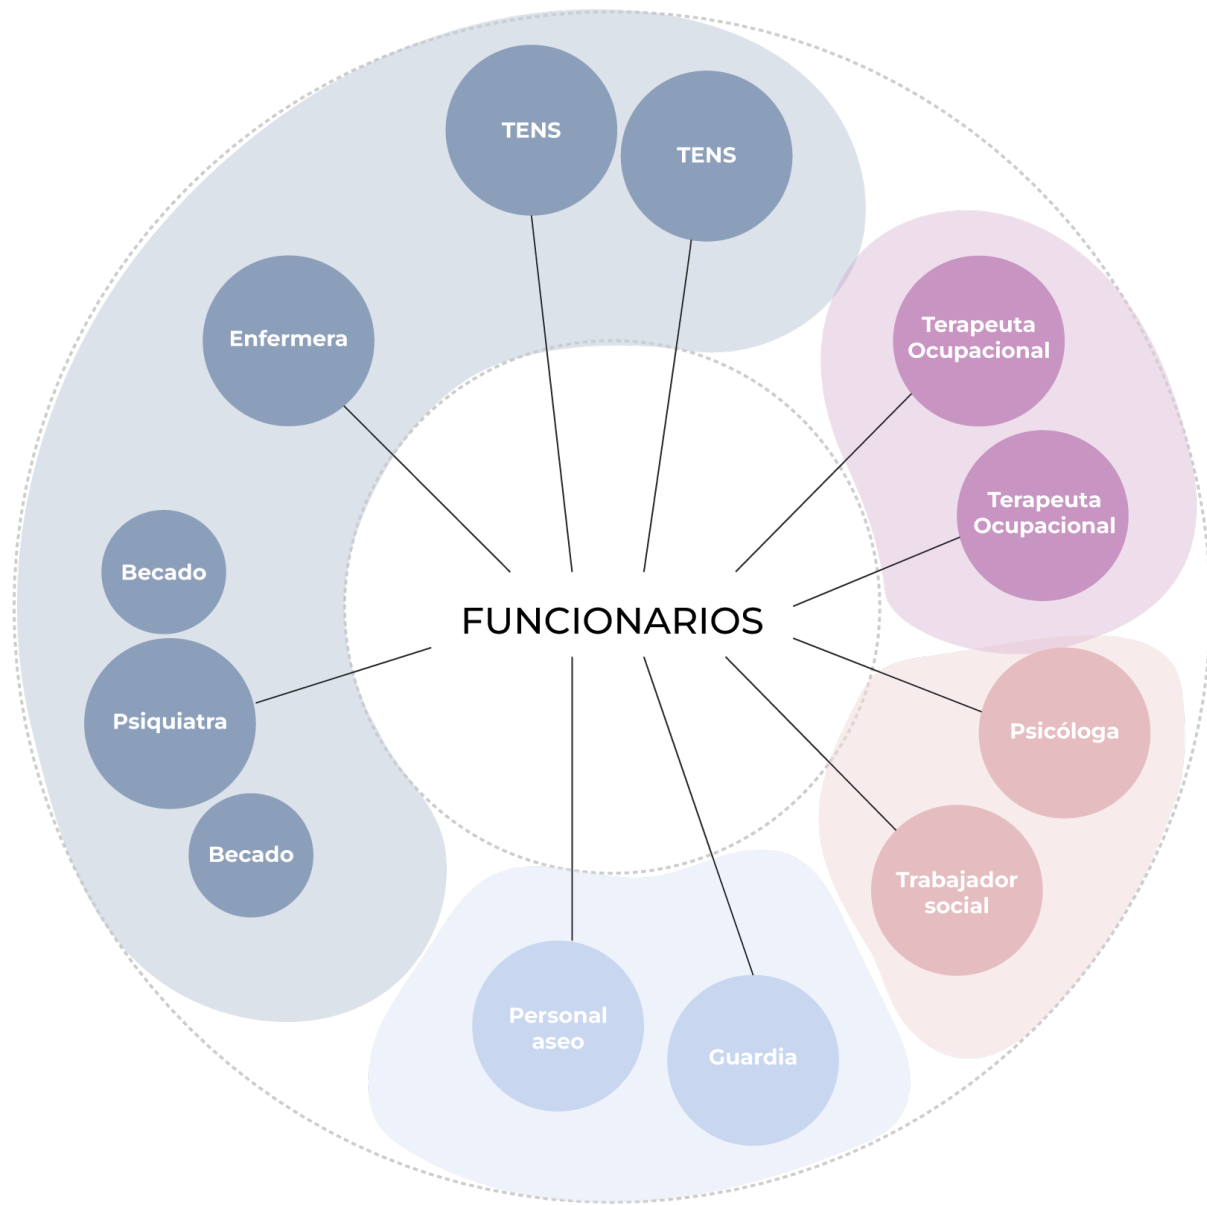 TENS
TENS
Enfermera
Terapeuta
Ocupacional
Terapeuta
Ocupacional
Becado
FUNCIONARIOS
Psiquiatra
Psicóloga
Becado
Trabajador
social
Personal
aseo
Guardia